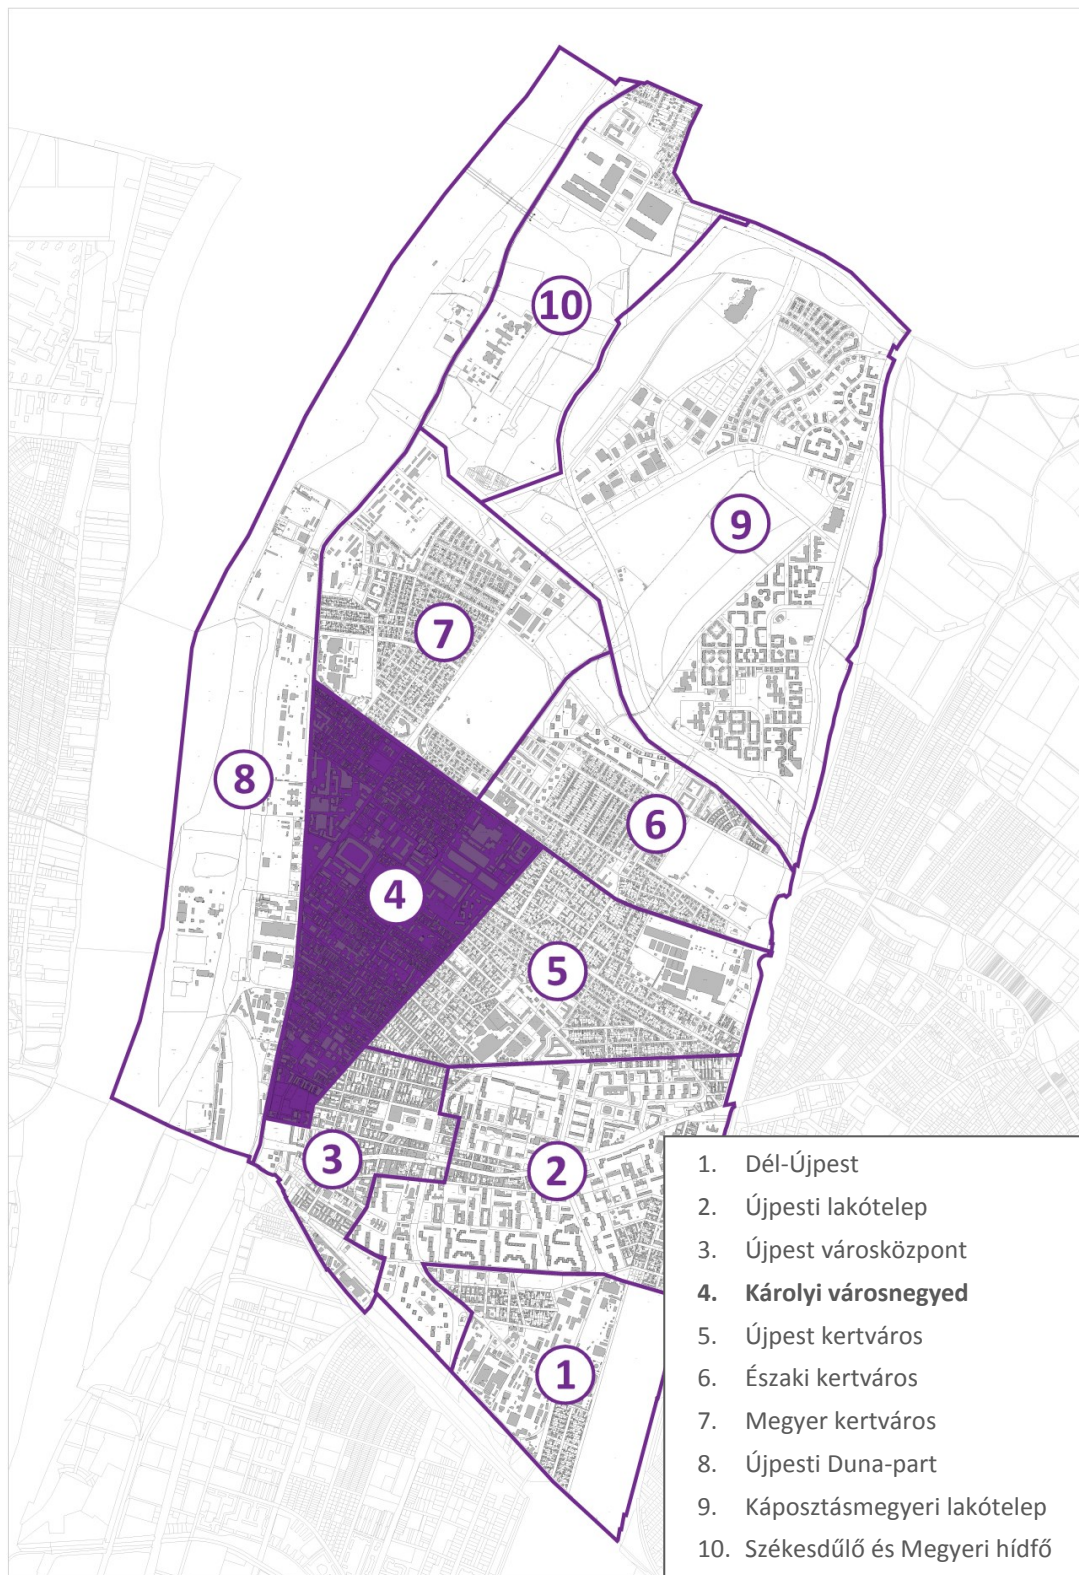 10
9
7
8
6
4
5
3
2
1
1. Dél-Újpest
2. Újpesti lakótelep
3. Újpest városközpont
4. Károlyi városnegyed
5. Újpest kertváros
6. Északi kertváros
7. Megyer kertváros
8. Újpesti Duna-part
9. Káposztásmegyeri lakótelep
10. Székesdűlő és Megyeri hídfő